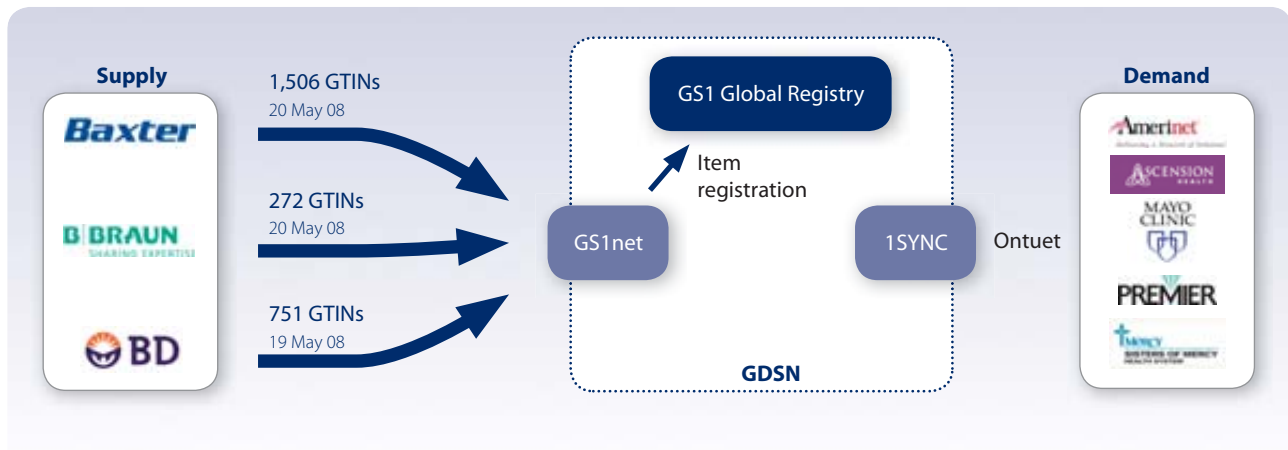 Supply
Baxter
B BRAUN
SHARING EXPERTISE
BD
1,506 GTINs
20 May 08
272 GTINs
20 May 08
751 GTINs
19 May 08
GS1 Global Registry
Item
registration
GS1net
1SYNC
GDSN
Ontuet
Demand
Amerinet
ASCENSION
HEALTH
MAYO
CLINIC
PREMIER
MERCY
SISTERS OF MERCY
HEALTH SYSTEM